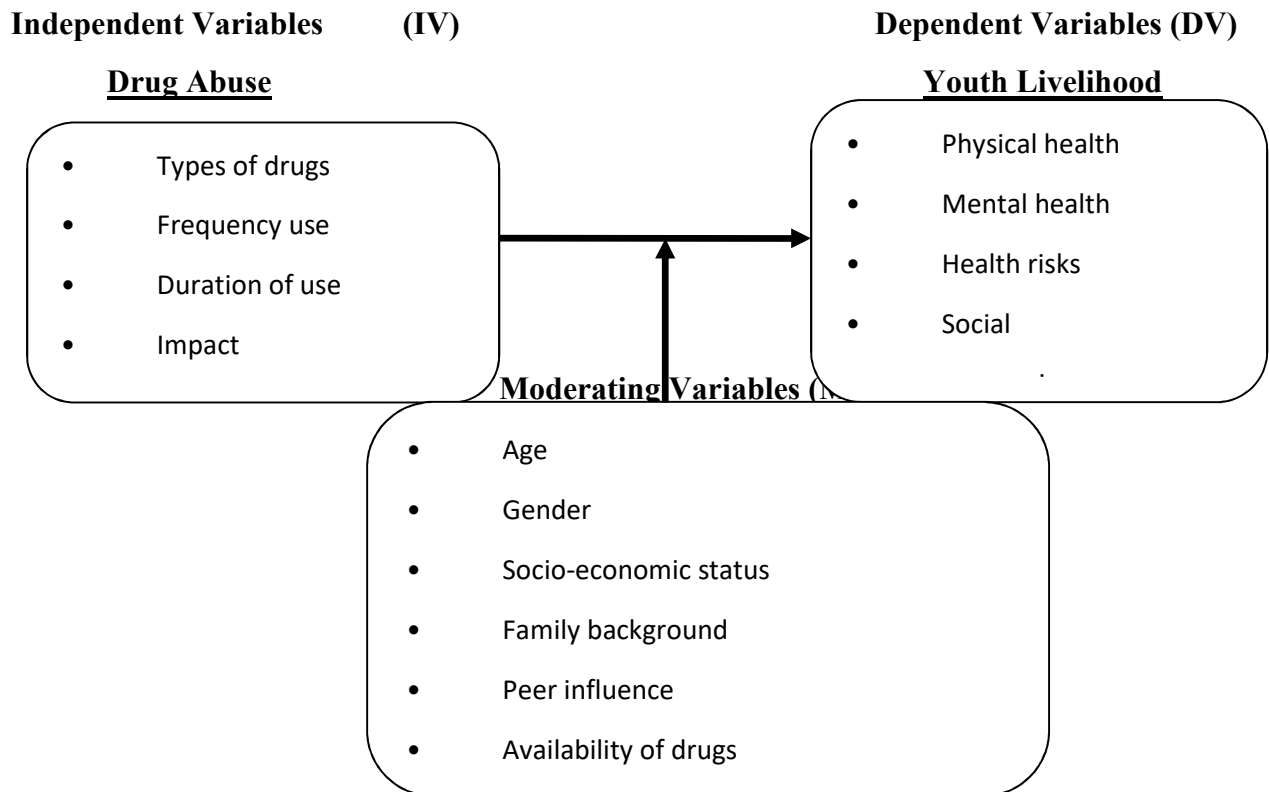 Independent Variables (IV)
Dependent Variables (DV)
Drug Abuse
Youth Livelihood
• Types of drugs
• Frequency use
• Duration of use
• Impact
• Physical health
• Mental health
• Health risks
• Social
.
Moderating Variables
• Age
• Gender
• Socio-economic status
• Family background
• Peer influence
• Availability of drugs